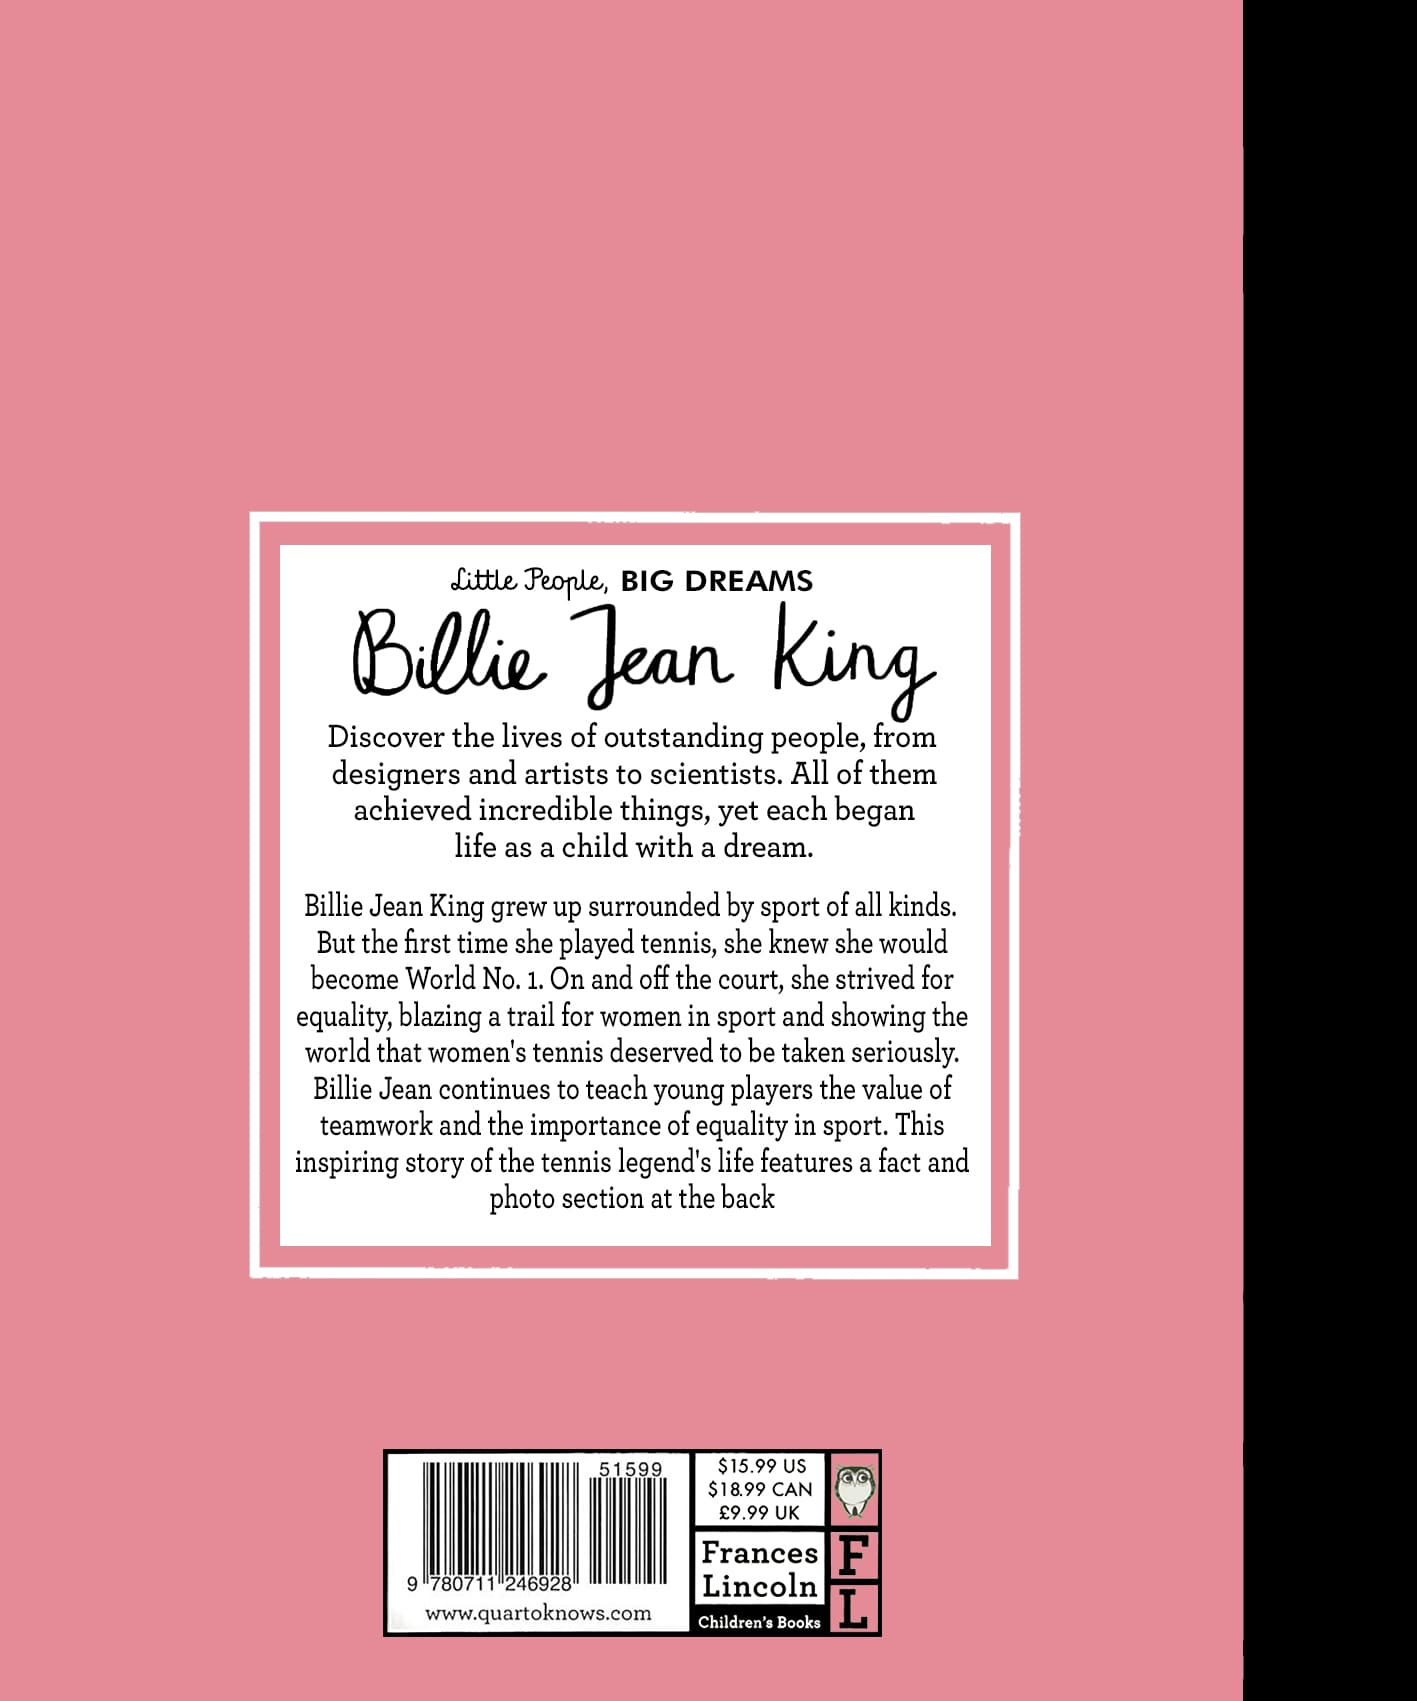 Little People, BIG DREAMS
Billie Jean King
Discover the lives of outstanding people, from
designers and artists to scientists. All of them
achieved incredible things, yet each began
life as a child with a dream.
Billie Jean King grew up surrounded by sport of all kinds.
But the first time she played tennis, she knew she would
become World No. 1. On and off the court, she strived for
equality, blazing a trail for women in sport and showing the
world that women's tennis deserved to be taken seriously.
Billie Jean continues to teach young players the value of
teamwork and the importance of equality in sport. This
inspiring story of the tennis legend's life features a fact and
photo section at the back
51599
9 780711 246928
www.quartoknows.com
$15.99 US
$18.99 CAN
£9.99 UK
Frances
Lincoln
Children's Books
F
L